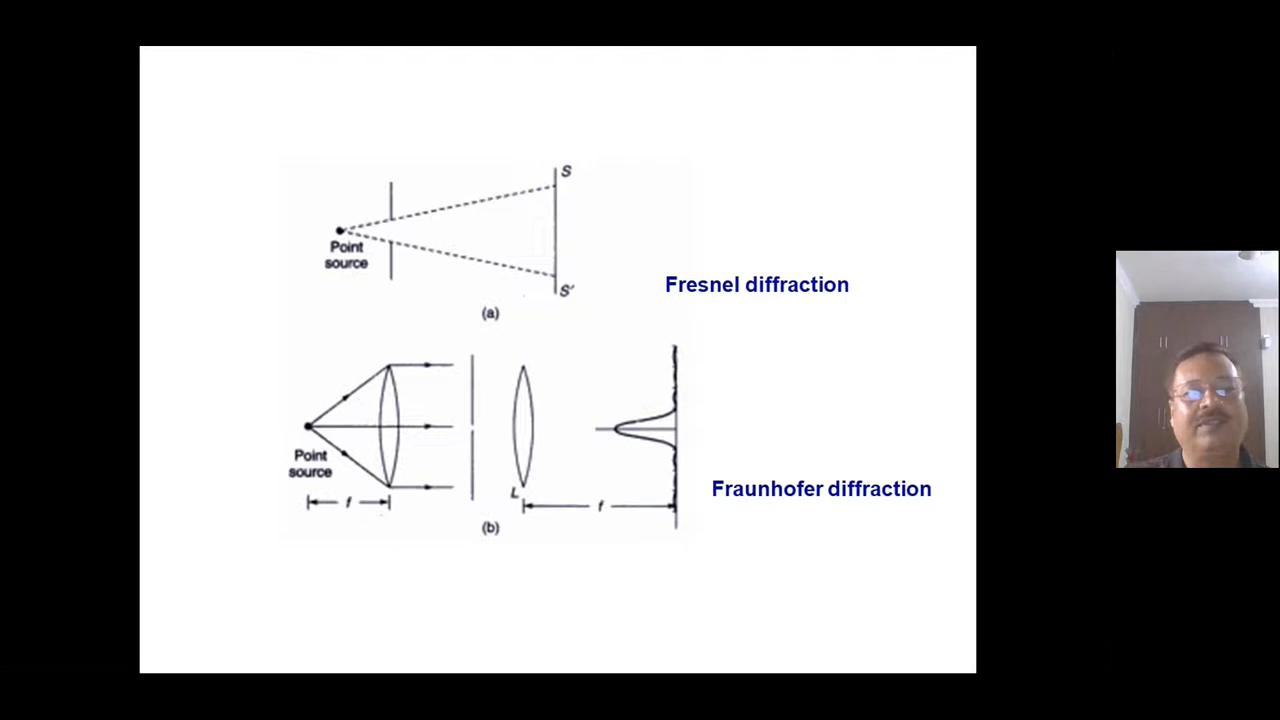 S
Point
source
S'
(a)
Fresnel diffraction
Point
source
f
L
f
(b)
Fraunhofer diffraction